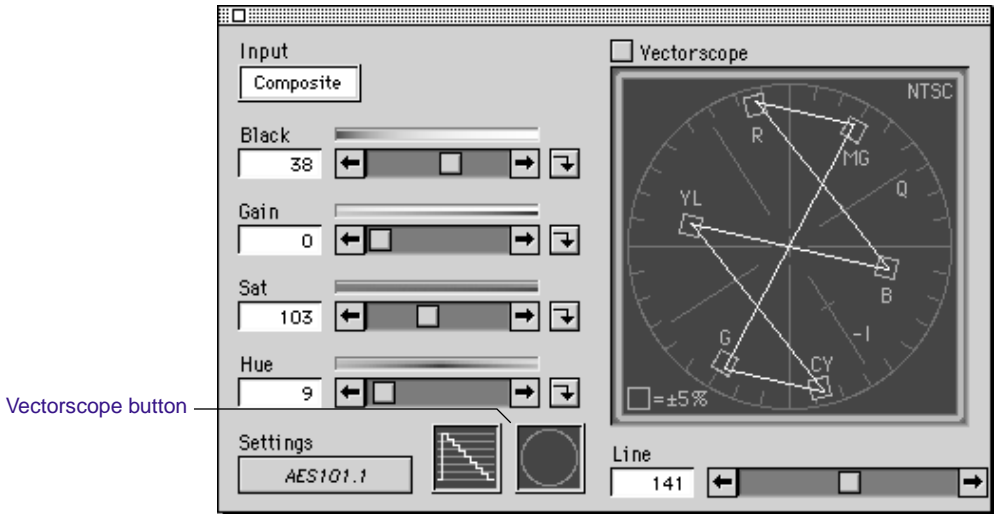 Input
Composite
Black
38
Gain
0
Sat
103
Hue
9
Vectorscope button
Settings
AES101.1
Vectorscope
NTSC
R
MG
Q
YL
B
-I
G
CY
=±5%
Line
141